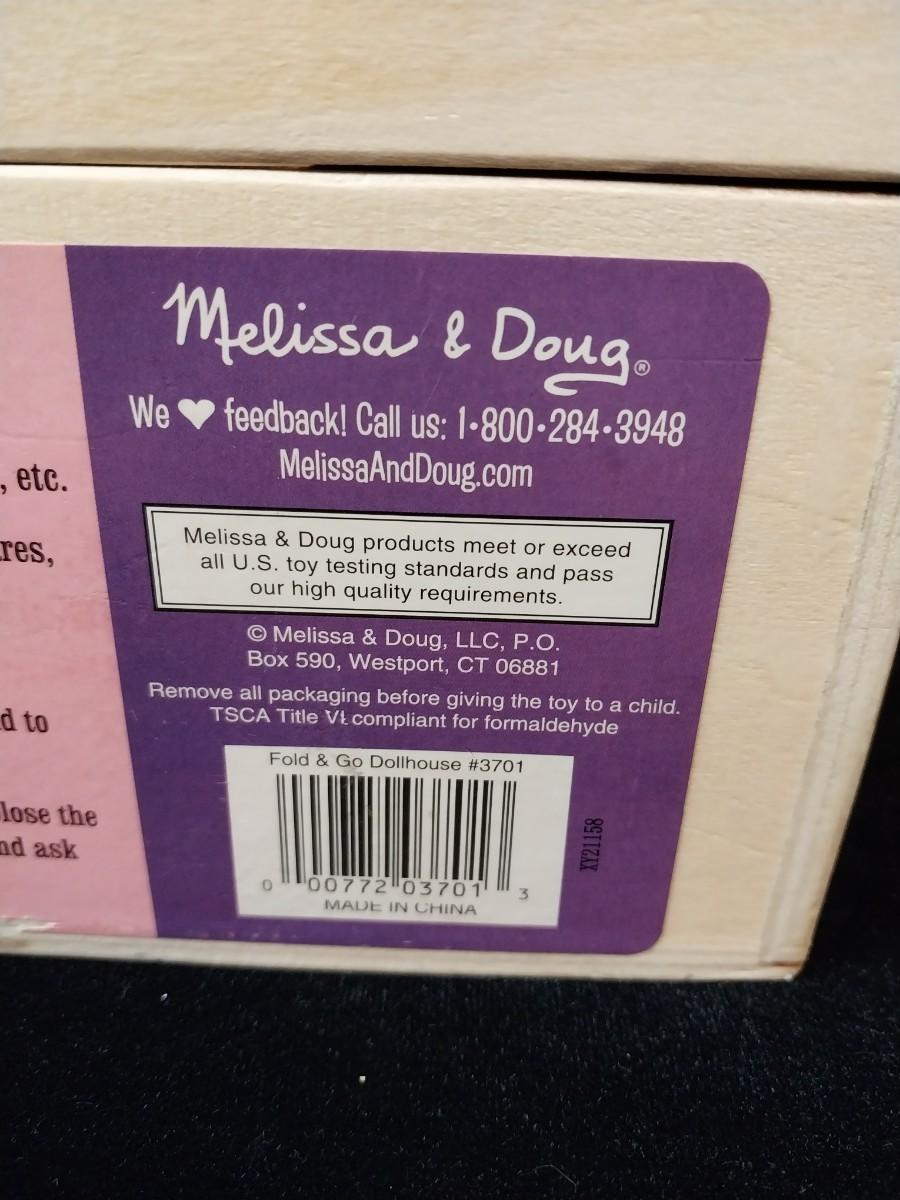 , etc.
res,
d to
lose the
nd ask
Melissa & Doug®
We ♥ feedback! Call us: 1•800•284•3948
MelissaAndDoug.com
Melissa & Doug products meet or exceed
all U.S. toy testing standards and pass
our high quality requirements.
© Melissa & Doug, LLC, P.O.
Box 590, Westport, CT 06881
Remove all packaging before giving the toy to a child.
TSCA Title VI compliant for formaldehyde
Fold & Go Dollhouse #3701
0 00772 03701 3
MADE IN CHINA
XY21158